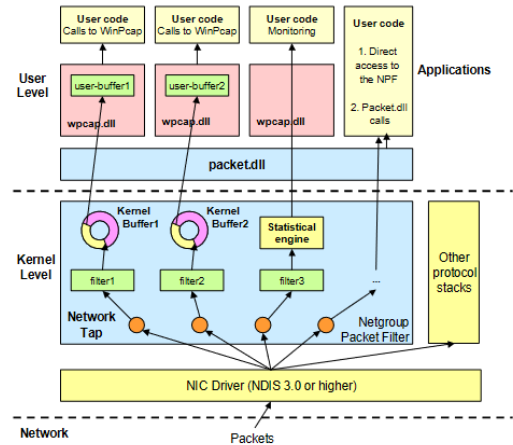 User code
Calls to WinPcap
User code
Calls to WinPcap
User code
Monitoring
User code
1. Direct
access to
the NPF
2. Packet.dll
calls
Applications
User
Level
user-buffer1
user-buffer2
wpcap.dll
wpcap.dll
wpcap.dll
packet.dll
Kernel
Buffer1
Kernel
Buffer2
Statistical
engine
Kernel
Level
filter1
filter2
filter3
...
Other
protocol
stacks
Network
Tap
Netgroup
Packet Filter
NIC Driver (NDIS 3.0 or higher)
Network
Packets